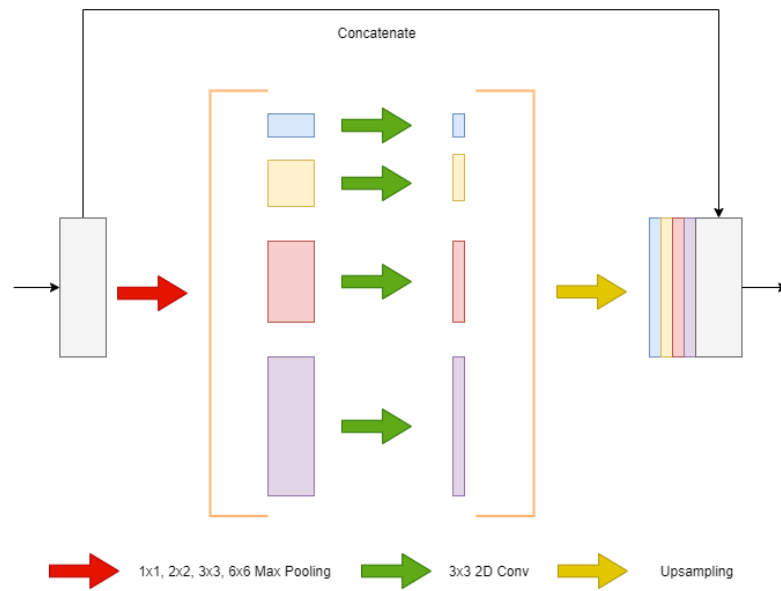 Concatenate
1x1, 2x2, 3x3, 6x6 Max Pooling
3x3 2D Conv
Upsampling